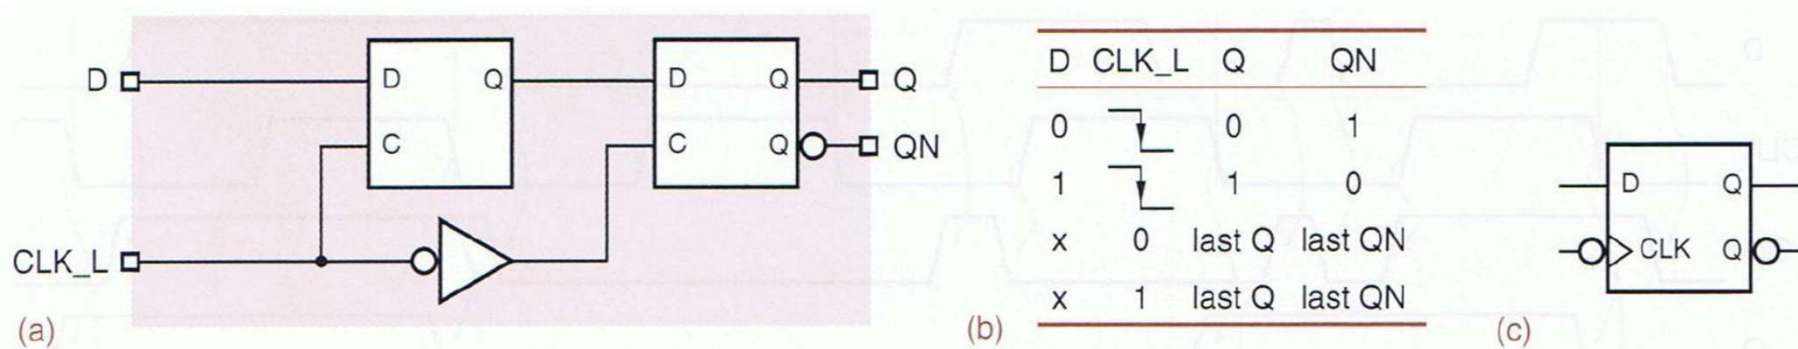 D
D Q
D Q
Q
C
C Q
QN
CLK_L
(a)
D CLK_L Q QN
0 0 1
1 1 0
x 0 last Q last QN
x 1 last Q last QN
(b)
D Q
CLK Q
(c)